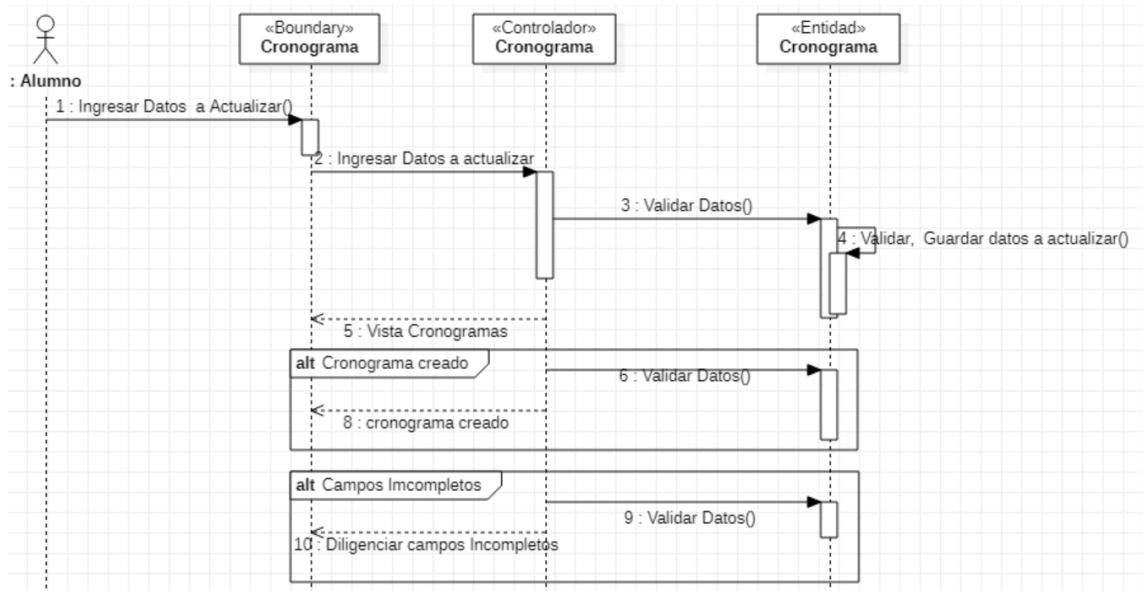 «Boundary»
Cronograma
«Controlador»
Cronograma
«Entidad»
Cronograma
: Alumno
1 : Ingresar Datos a Actualizar()
2 : Ingresar Datos a actualizar
3 : Validar Datos()
4 : Validar, Guardar datos a actualizar()
5 : Vista Cronogramas
alt Cronograma creado
6 : Validar Datos()
8 : cronograma creado
alt Campos Imcompletos
9 : Validar Datos()
10 : Diligenciar campos Incompletos